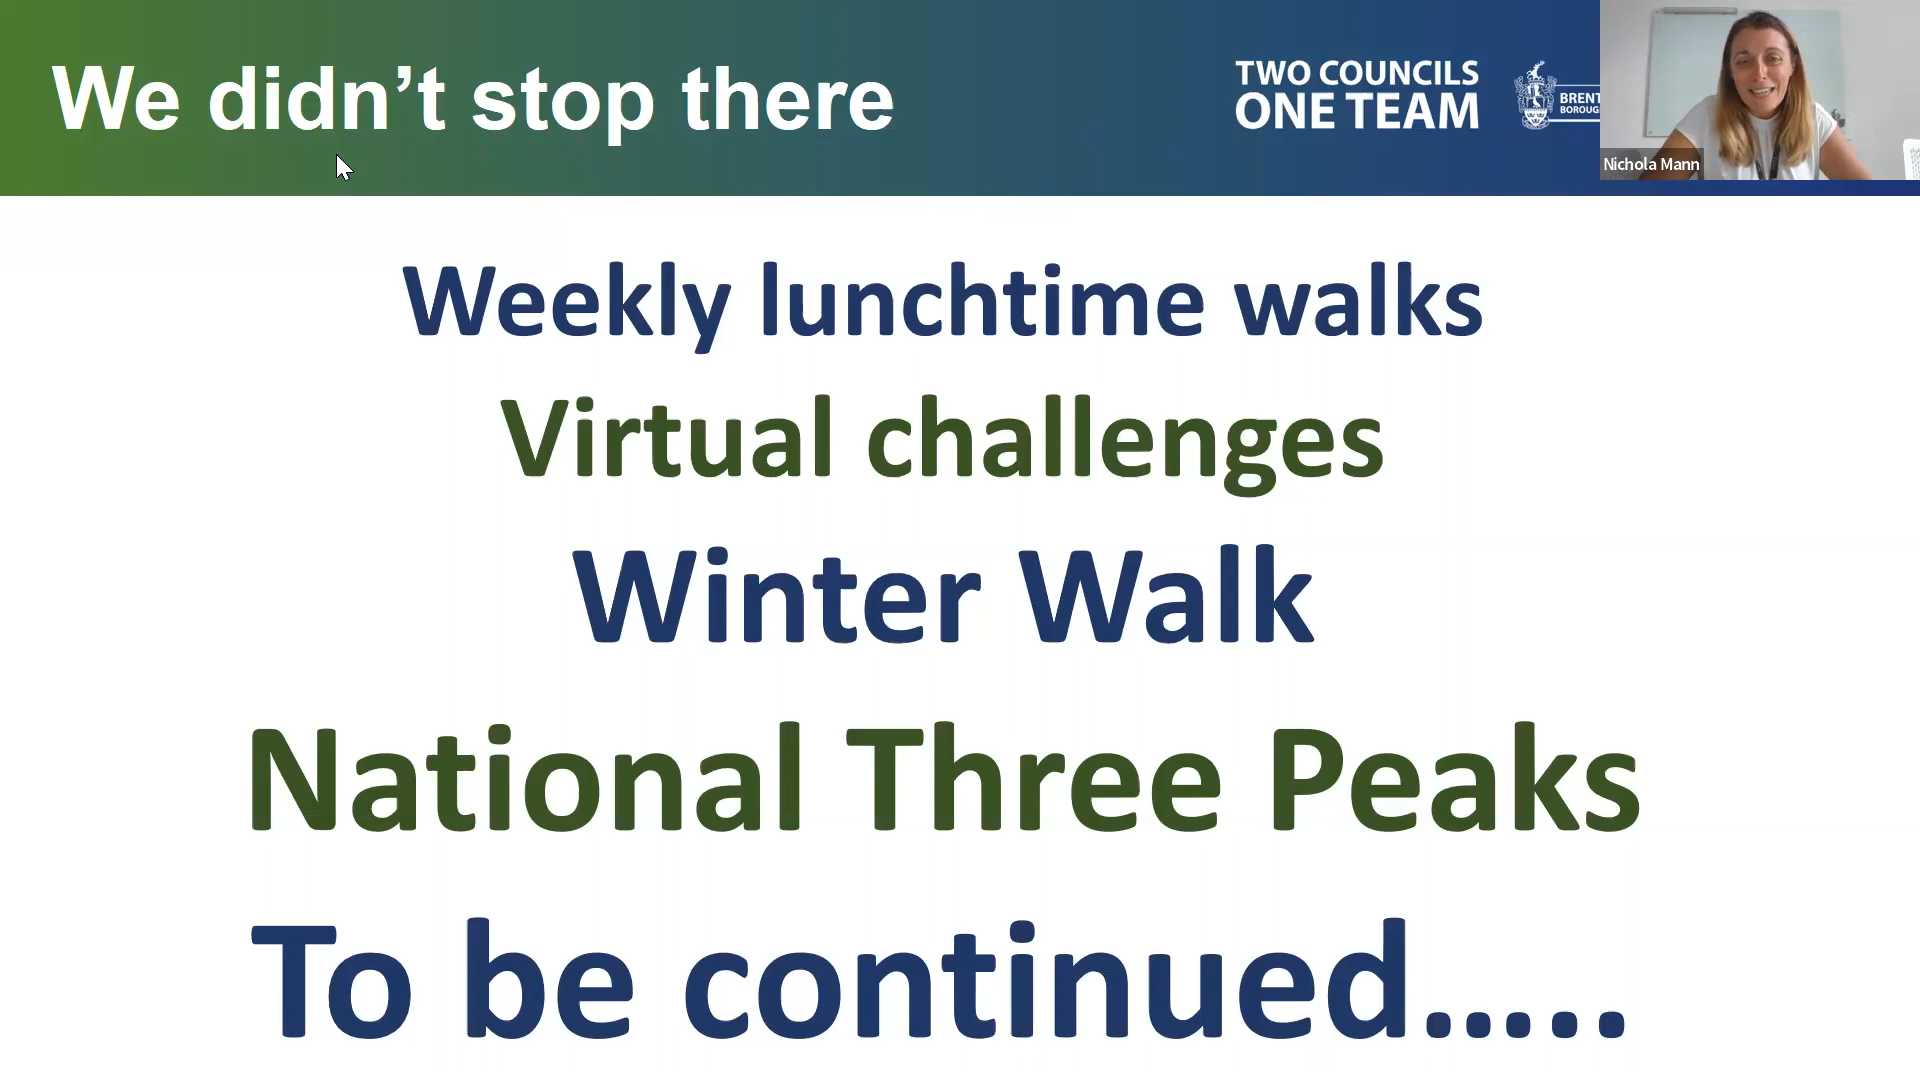 We didn’t stop there
TWO COUNCILS
ONE TEAM
Nichola Mann
Weekly lunchtime walks
Virtual challenges
Winter Walk
National Three Peaks
To be continued…..